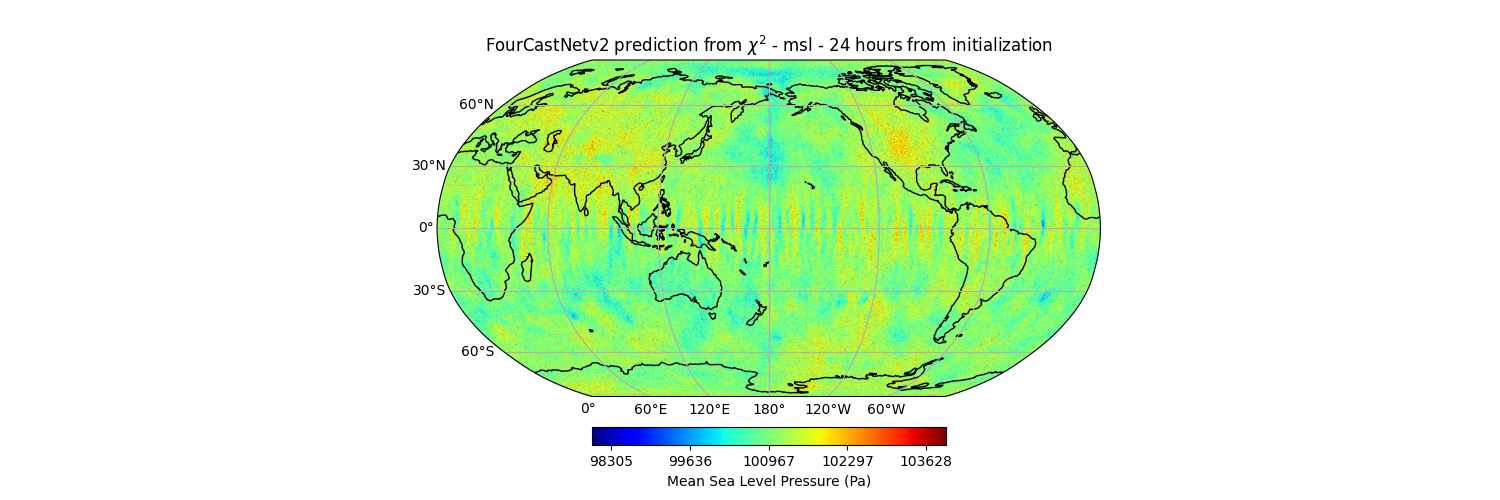 FourCastNetv2 prediction from χ² - msl - 24 hours from initialization
60°N
30°N
0°
30°S
60°S
0° 60°E 120°E 180° 120°W 60°W
98305 99636 100967 102297 103628
Mean Sea Level Pressure (Pa)